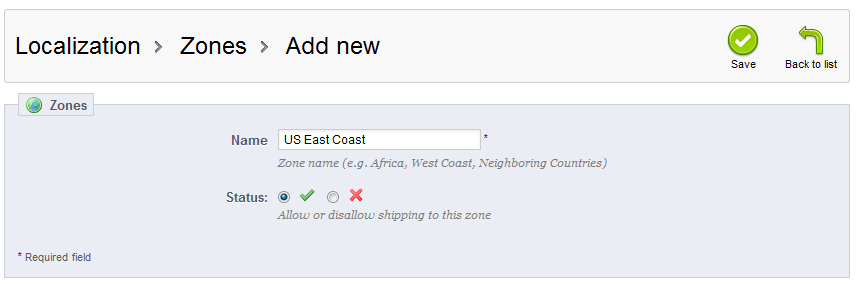 Localization > Zones > Add new
Save
Back to list
Zones
Name US East Coast *
Zone name (e.g. Africa, West Coast, Neighboring Countries)
Status:
Allow or disallow shipping to this zone
* Required field